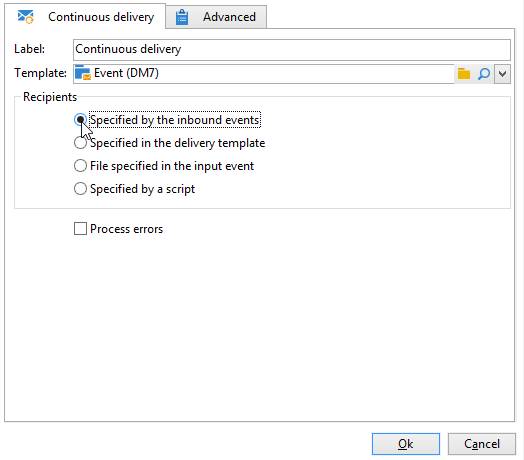 Continuous delivery
Advanced
Label: Continuous delivery
Template: Event (DM7)
Recipients
Specified by the inbound events
Specified in the delivery template
File specified in the input event
Specified by a script
Process errors
Ok
Cancel